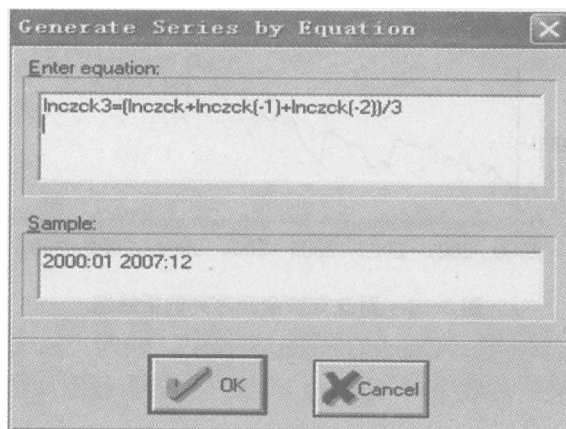 Generate Series by Equation
Enter equation:
lnczck3=(lnczck+lnczck(-1)+lnczck(-2))/3
Sample:
2000:01 2007:12
OK
Cancel